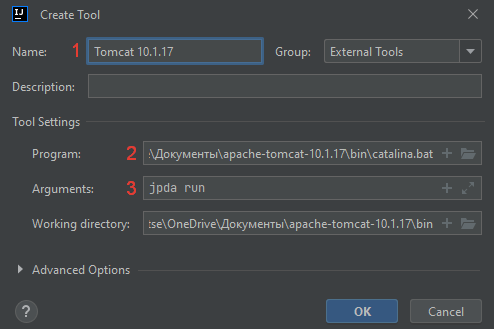 Create Tool
Name: 1 Tomcat 10.1.17 Group: External Tools
Description:
Tool Settings
Program: 2 :\Документы\apache-tomcat-10.1.17\bin\catalina.bat
Arguments: 3 jpda run
Working directory: :se\OneDrive\Документы\apache-tomcat-10.1.17\bin
Advanced Options
? OK Cancel